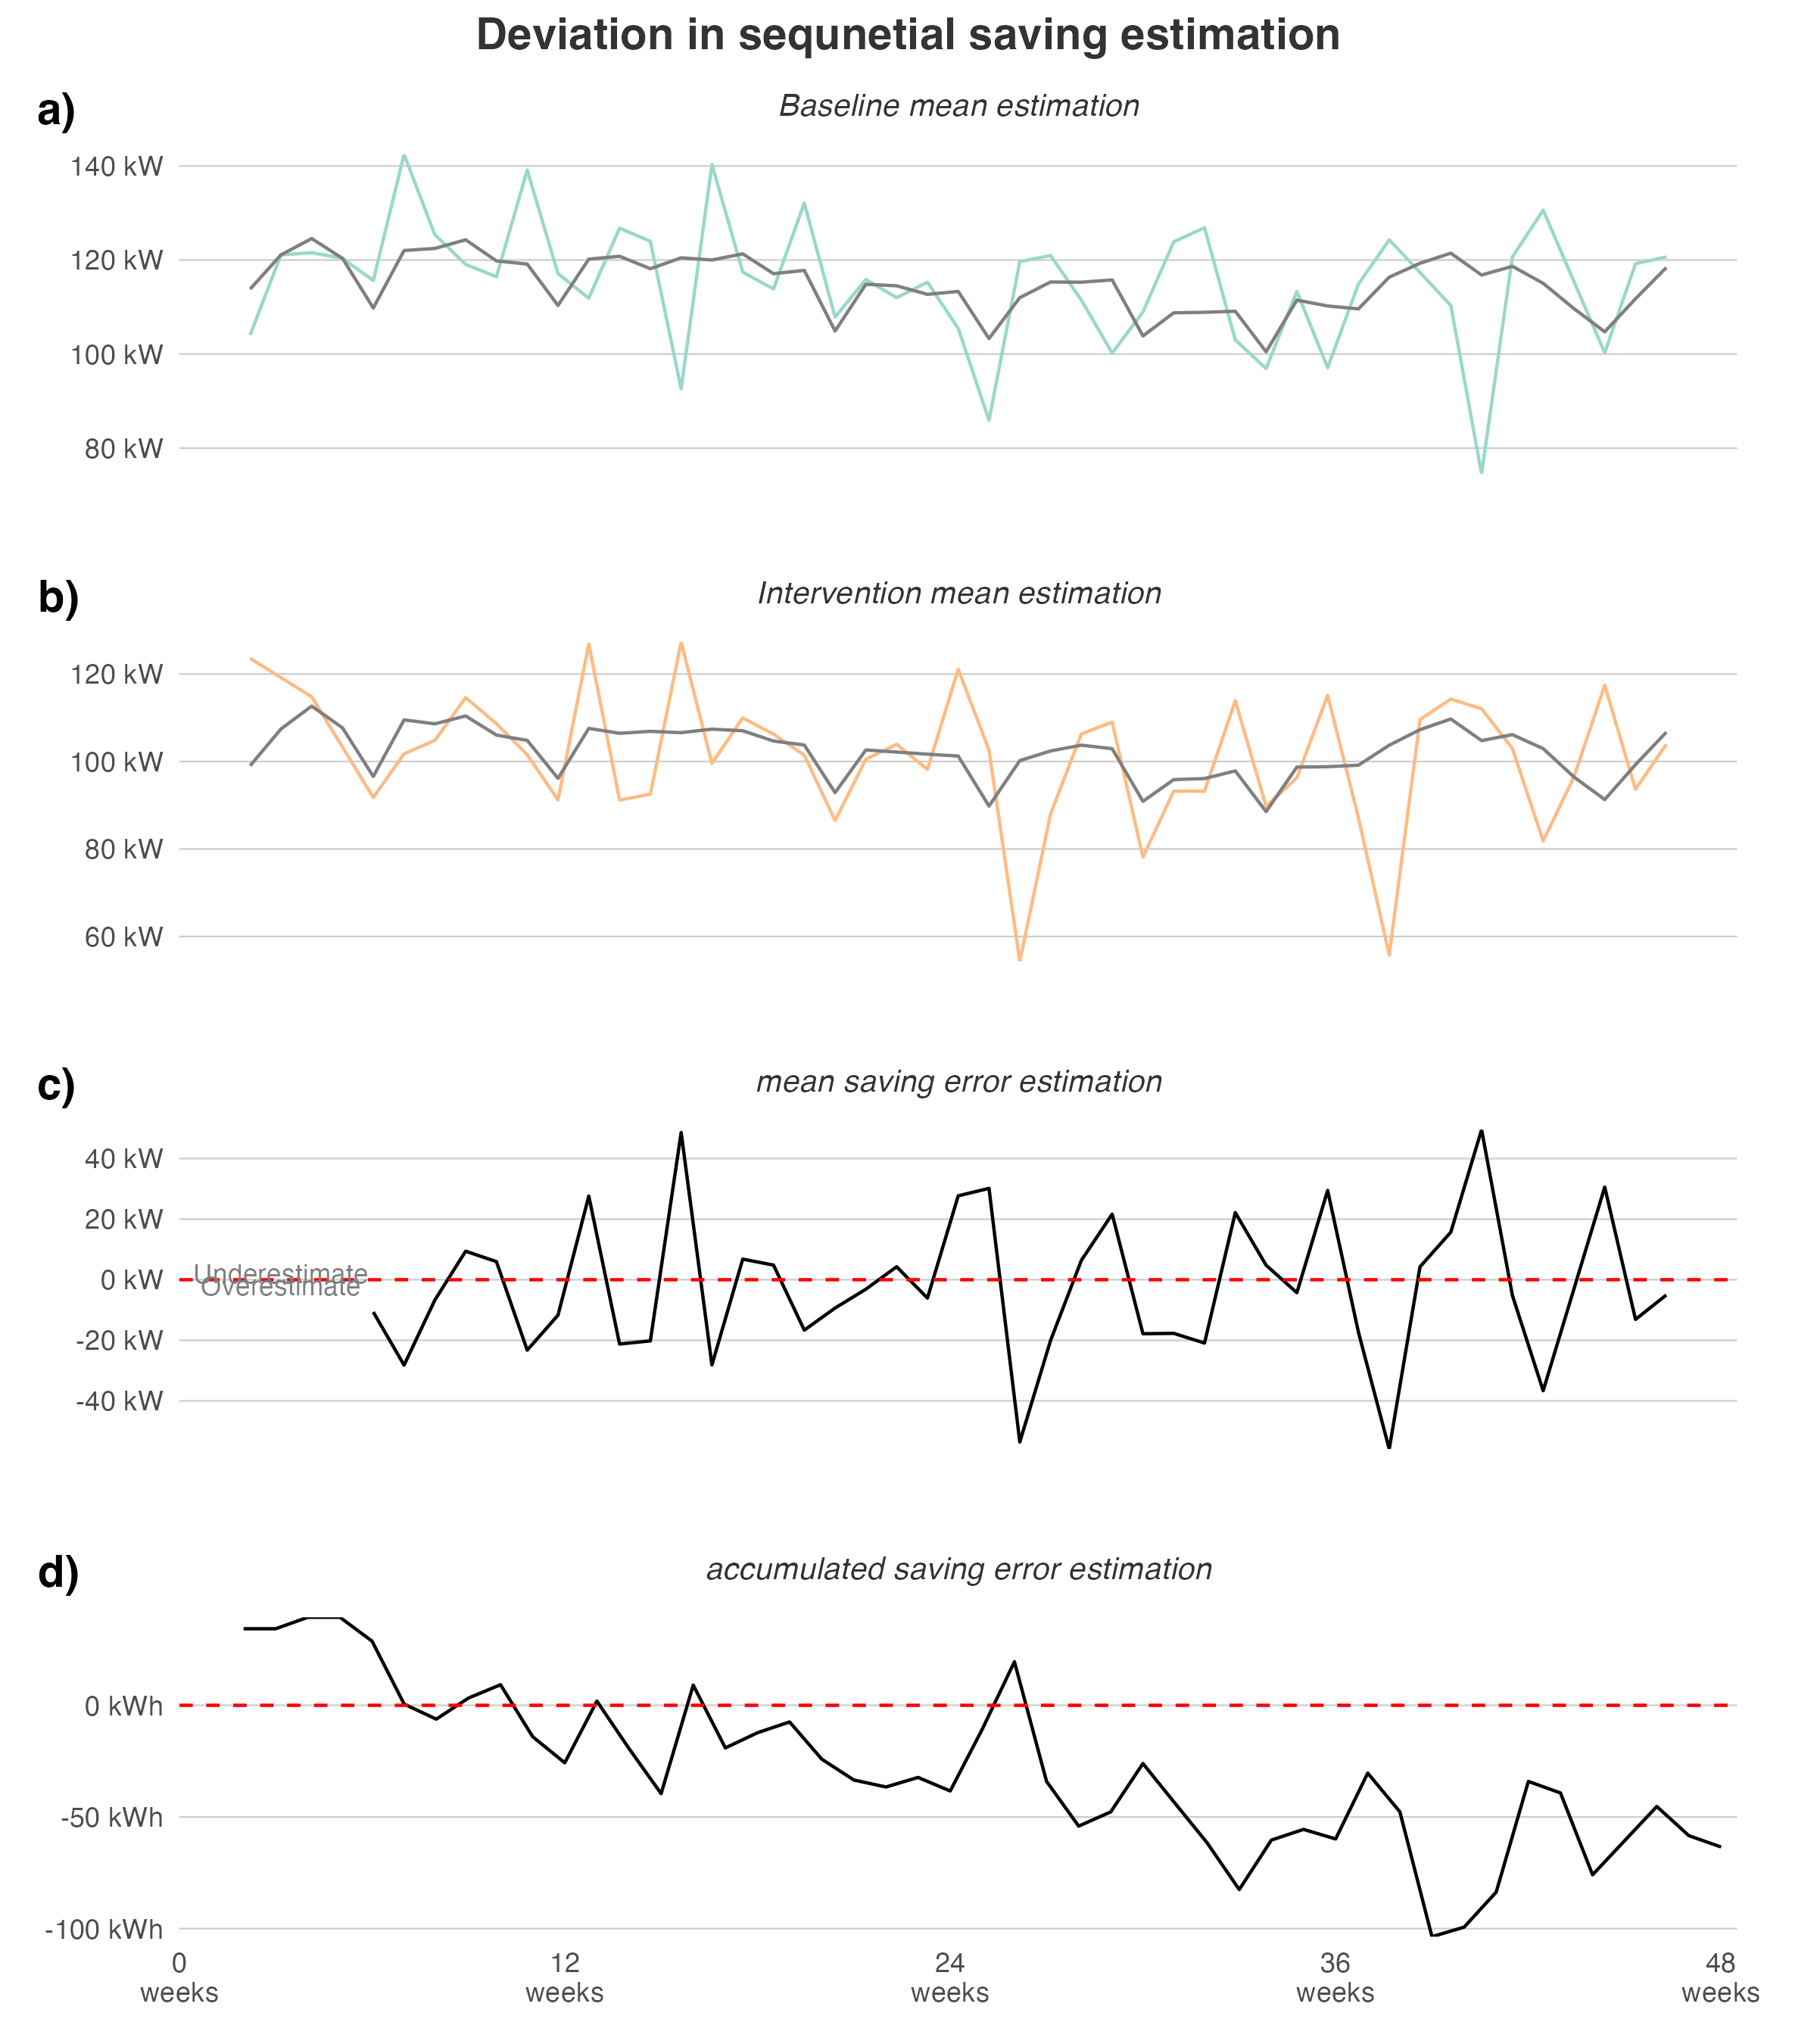 Deviation in sequnetial saving estimation
a)
Baseline mean estimation
140 kW
120 kW
100 kW
80 kW
b)
Intervention mean estimation
120 kW
100 kW
80 kW
60 kW
c)
mean saving error estimation
40 kW
20 kW
Underestimate
0 kW
Overestimate
-20 kW
-40 kW
d)
accumulated saving error estimation
0 kWh
-50 kWh
-100 kWh
0 12 24 36 48
weeks weeks weeks weeks weeks